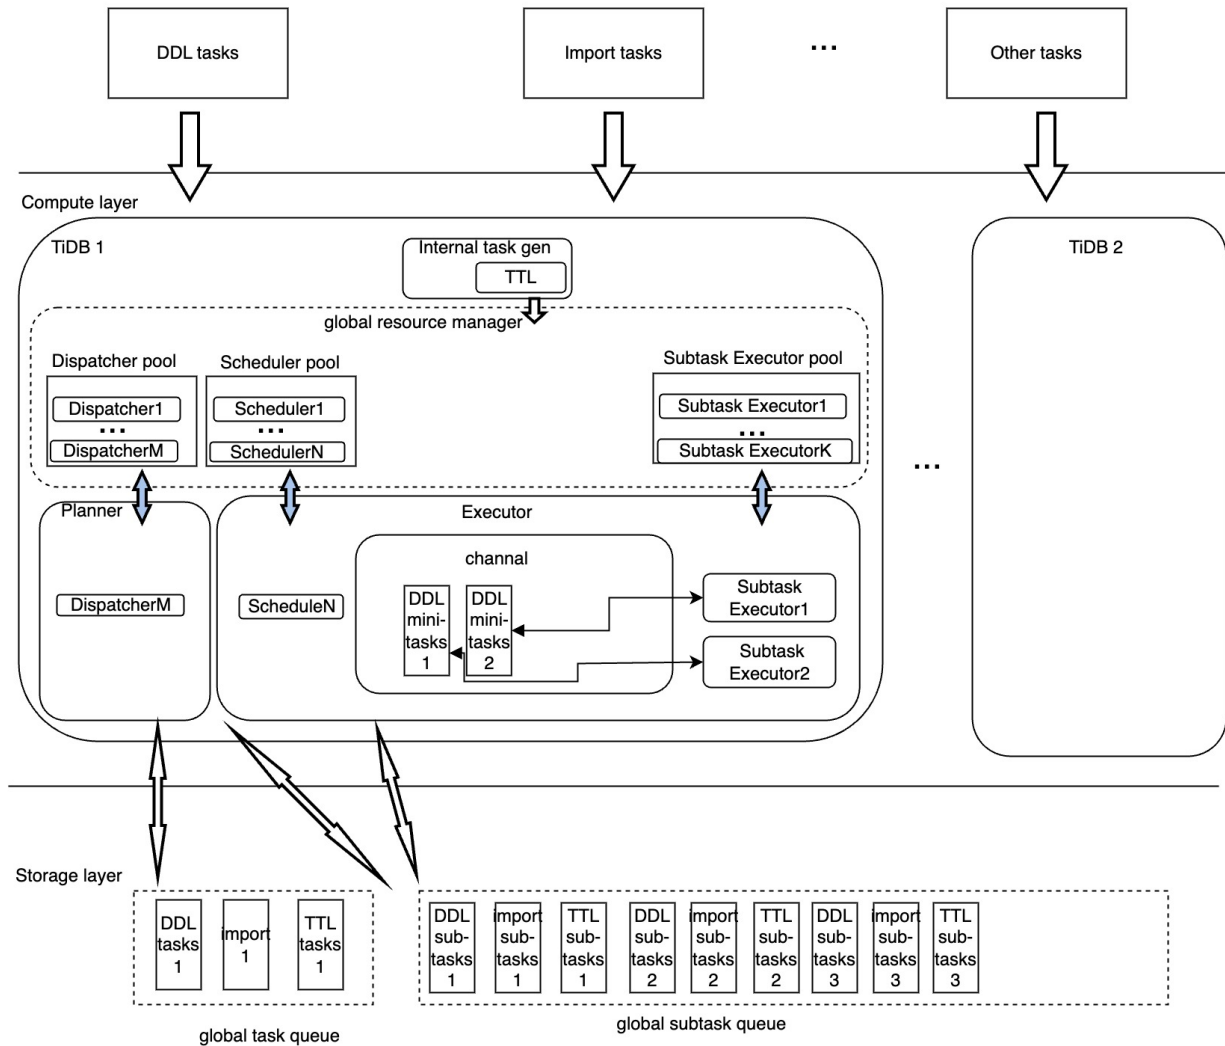 DDL tasks
Import tasks
...
Other tasks
Compute layer
TiDB 1
Internal task gen
TTL
TiDB 2
global resource manager
Dispatcher pool
Scheduler pool
Subtask Executor pool
Dispatcher1
...
DispatcherM
Scheduler1
...
SchedulerN
Subtask Executor1
...
Subtask ExecutorK
...
Planner
Executor
channal
DispatcherM
ScheduleN
DDL
mini-
tasks
1
DDL
mini-
tasks
2
Subtask
Executor1
Subtask
Executor2
Storage layer
DDL
tasks
1
import
1
TTL
tasks
1
global task queue
DDL
sub-
tasks
1
import
sub-
tasks
1
TTL
sub-
tasks
1
DDL
sub-
tasks
2
import
sub-
tasks
2
TTL
sub-
tasks
2
DDL
sub-
tasks
3
import
sub-
tasks
3
TTL
sub-
tasks
3
global subtask queue